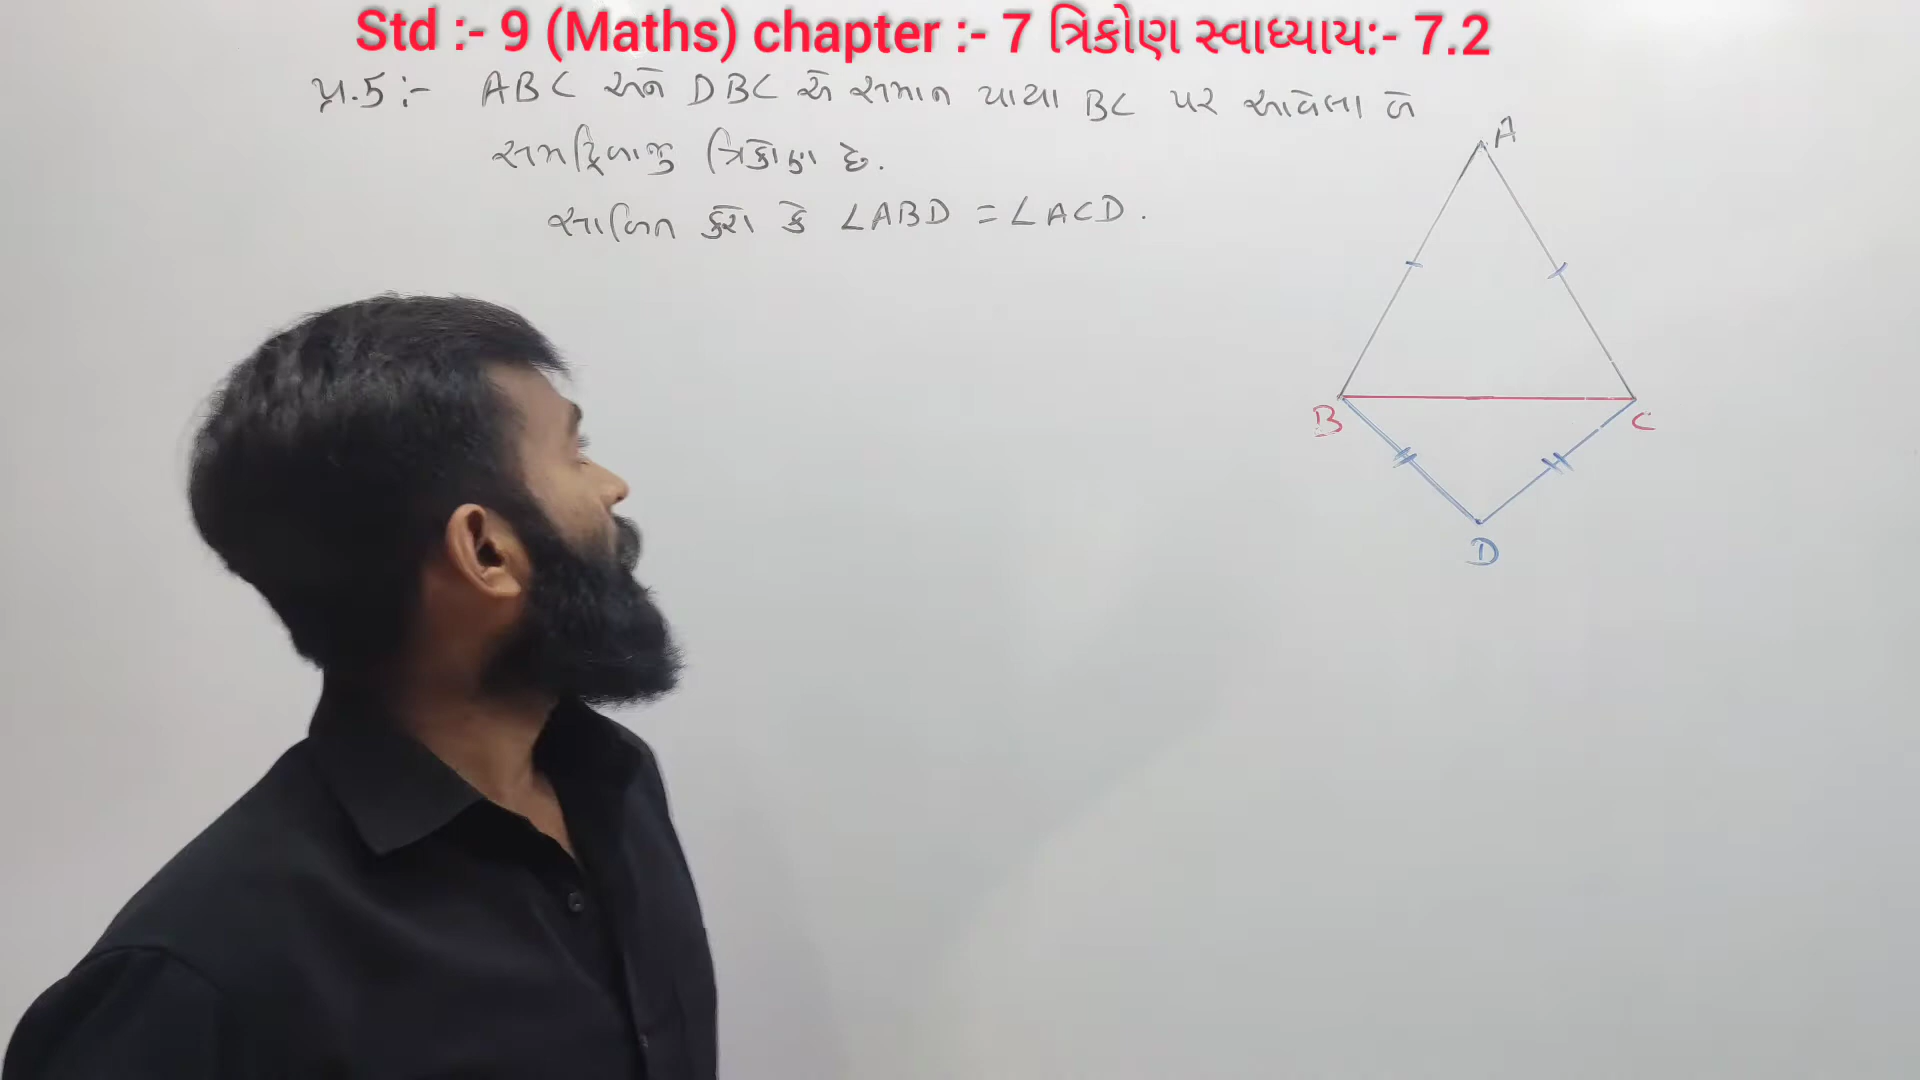 Std :- 9 (Maths) chapter :- 7 ત્રિકોણ સ્વાધ્યાય:- 7.2
પ્ર.5 :- ABC અને DBC એ સમાન પાયા BC પર આવેલા બે
સમદ્વિબાજુ ત્રિકોણ છે.
સાબિત કરો કે ∠ABD = ∠ACD.
A
B
C
D